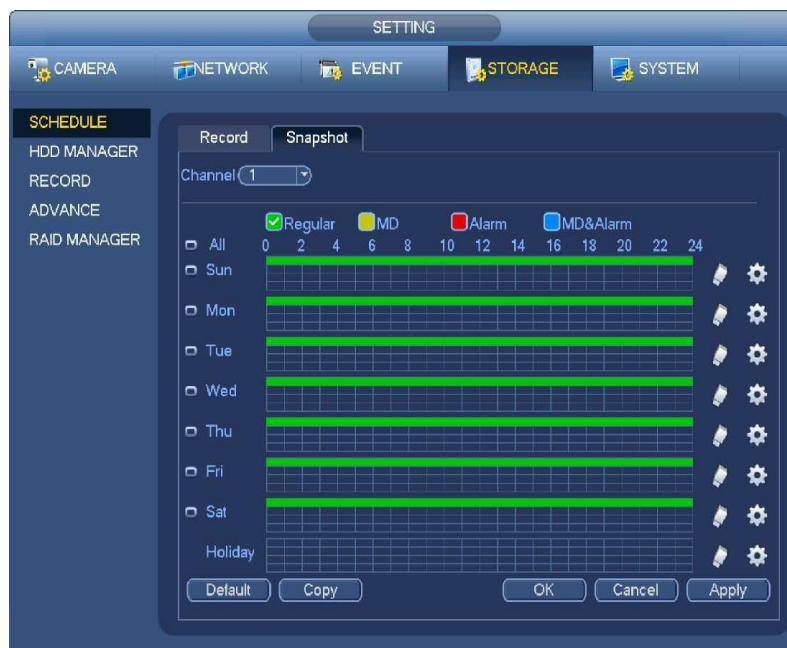 SETTING
CAMERA NETWORK EVENT STORAGE SYSTEM
SCHEDULE
HDD MANAGER
RECORD
ADVANCE
RAID MANAGER
Record Snapshot
Channel 1
Regular MD Alarm MD&Alarm
All 0 2 4 6 8 10 12 14 16 18 20 22 24
Sun
Mon
Tue
Wed
Thu
Fri
Sat
Holiday
Default Copy OK Cancel Apply